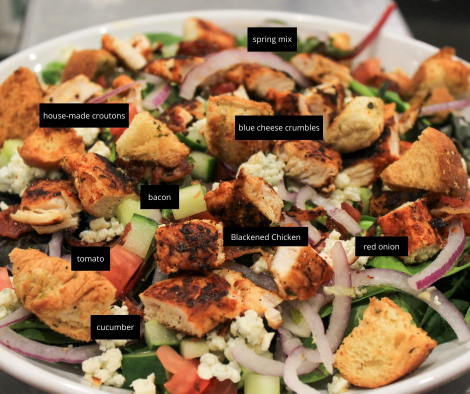 spring mix
house-made croutons
blue cheese crumbles
bacon
Blackened Chicken
red onion
tomato
cucumber